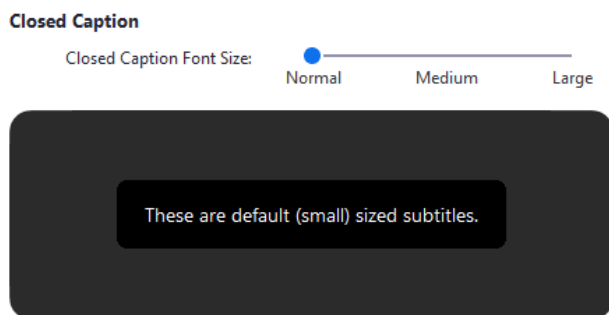 Closed Caption
Closed Caption Font Size:
Normal Medium Large
These are default (small) sized subtitles.